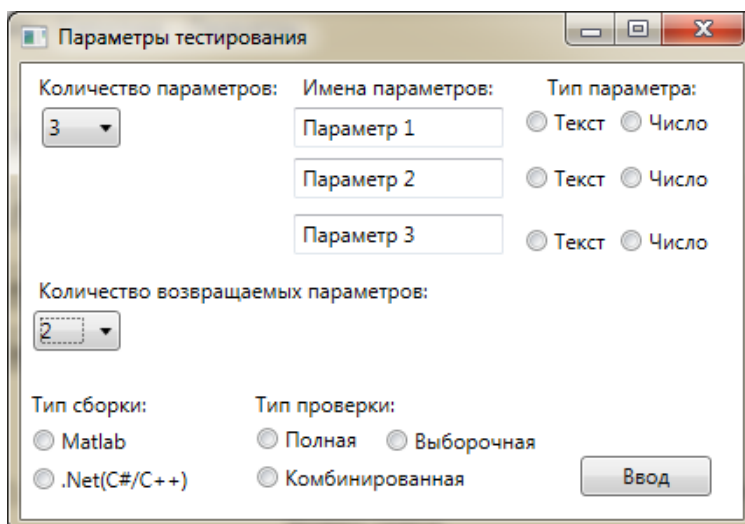 Параметры тестирования
Количество параметров: Имена параметров: Тип параметра:
3 Параметр 1 Текст Число
Параметр 2 Текст Число
Параметр 3 Текст Число
Количество возвращаемых параметров:
2
Тип сборки: Тип проверки:
Matlab Полная Выборочная
.Net(C#/C++) Комбинированная Ввод